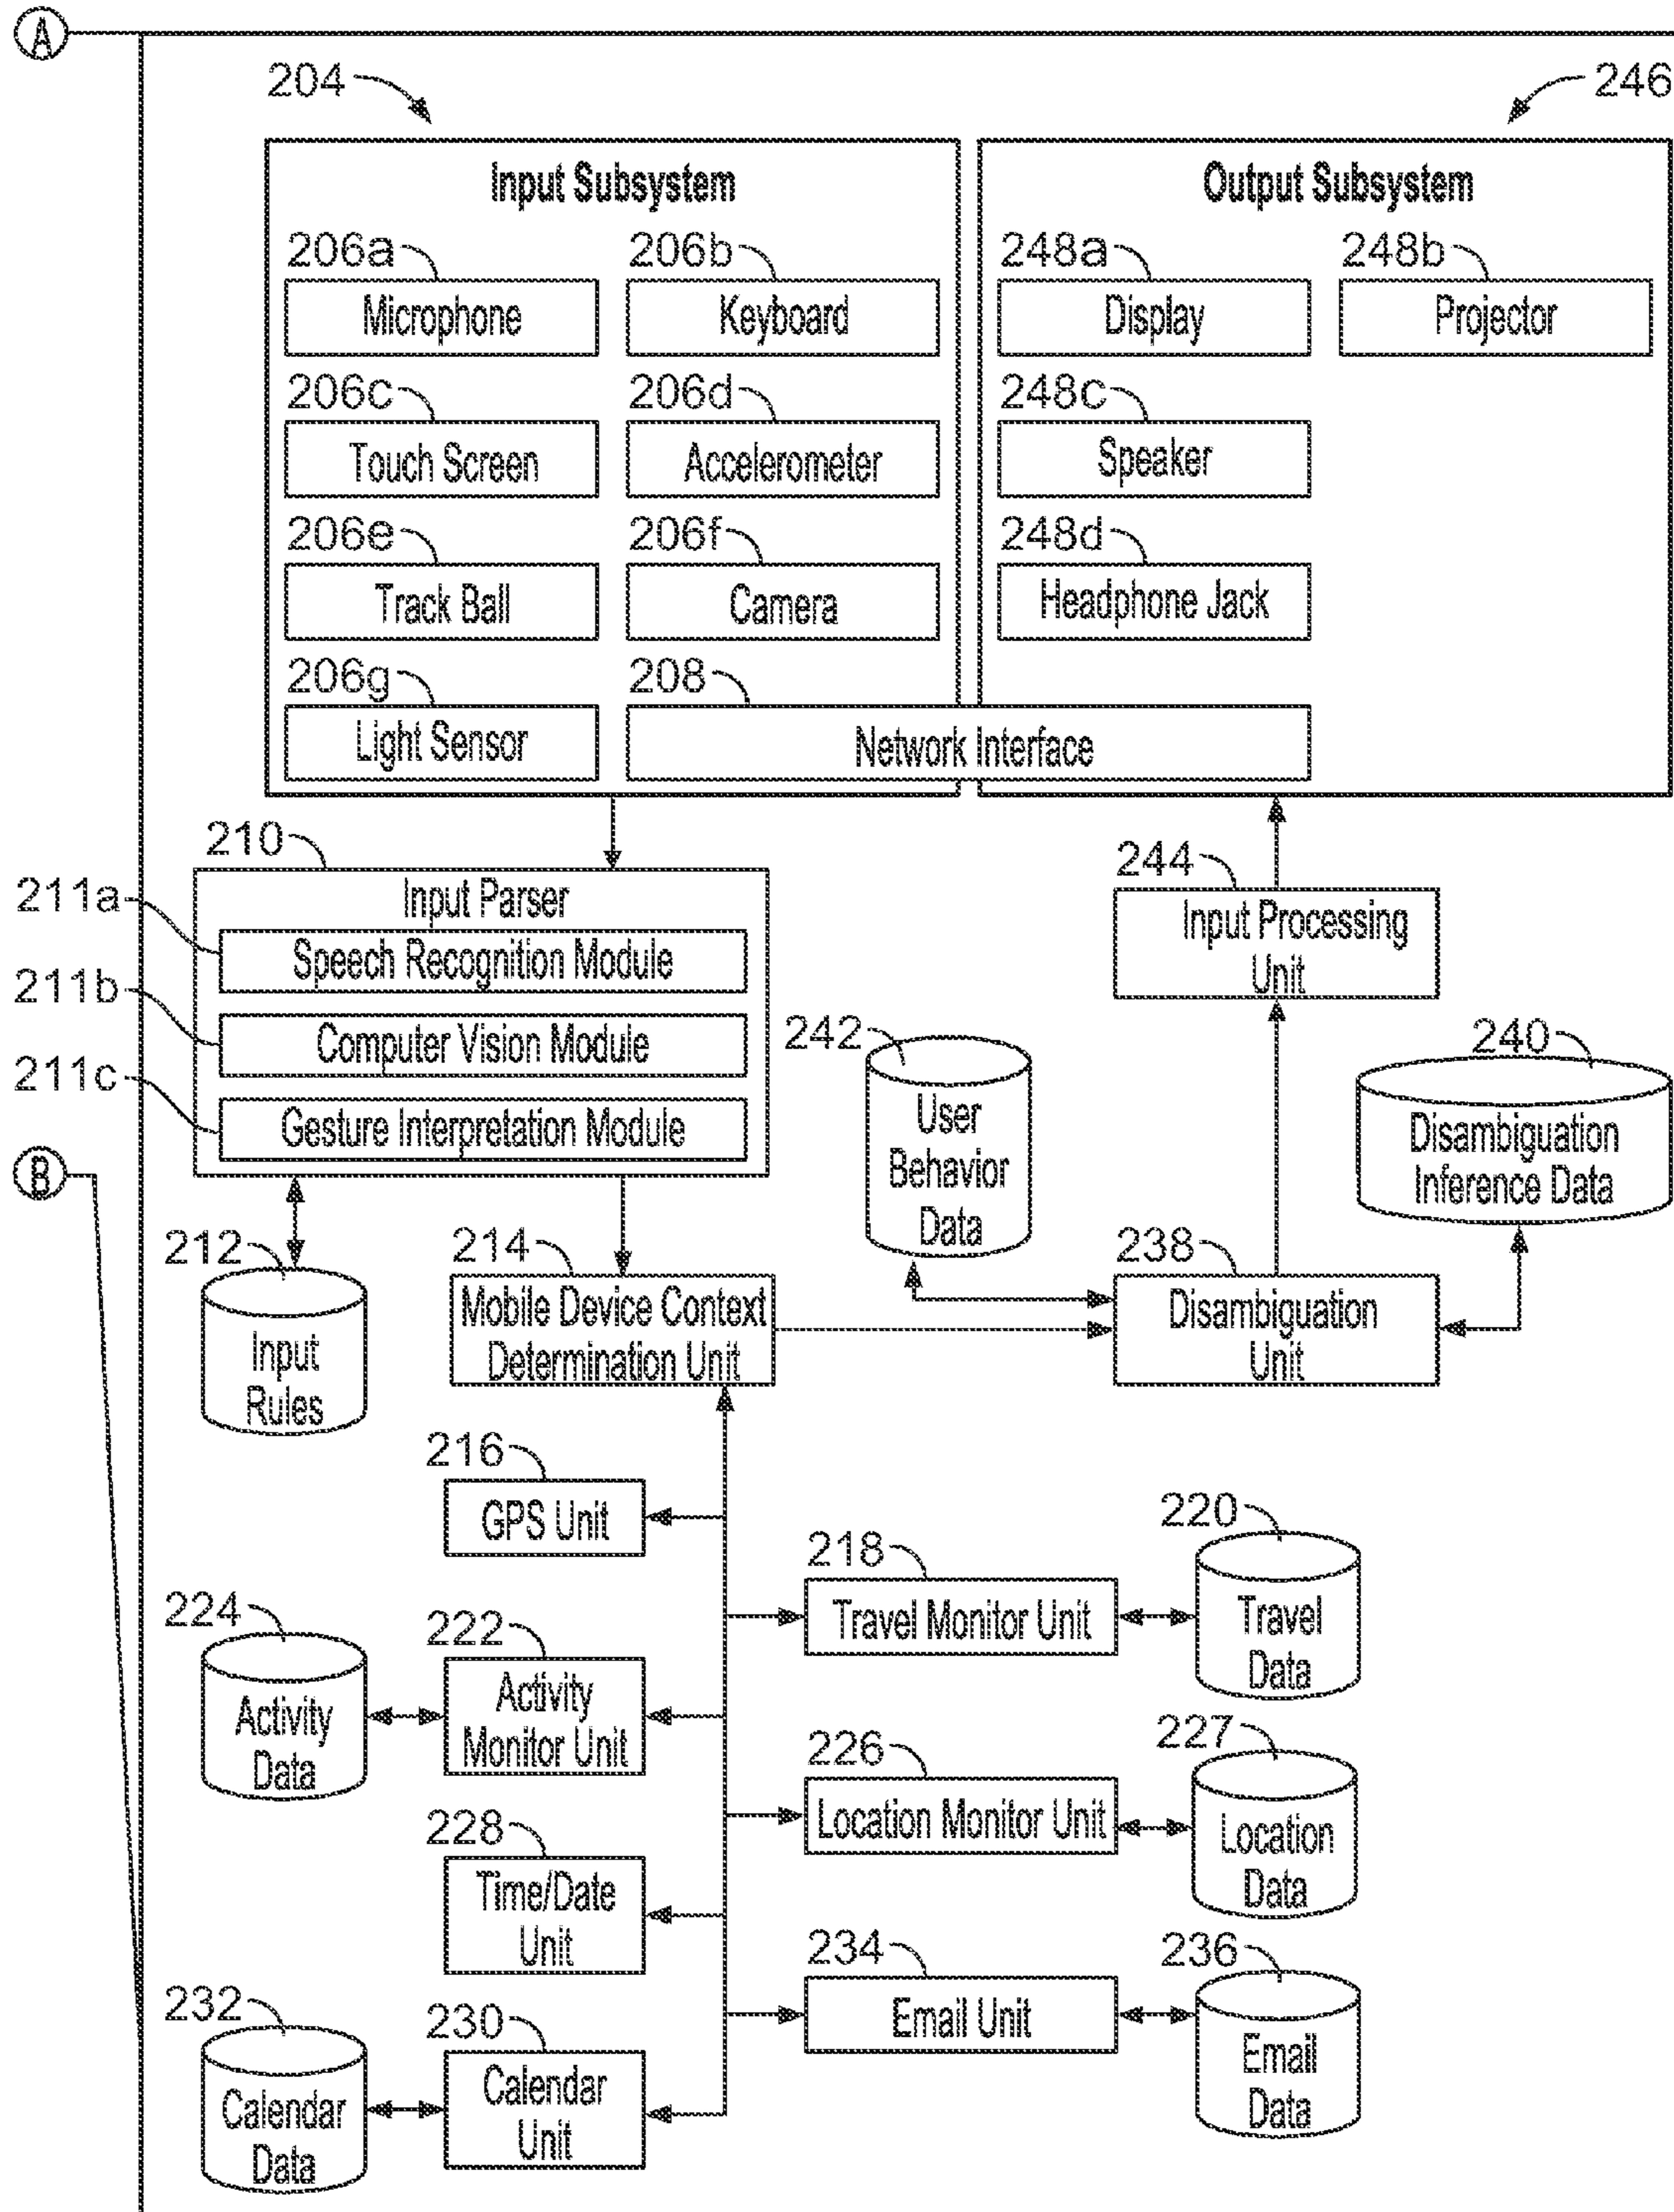 A
204
246
Input Subsystem
Output Subsystem
206a
206b
248a
248b
Microphone
Keyboard
Display
Projector
206c
206d
248c
Touch Screen
Accelerometer
Speaker
206e
206f
248d
Track Ball
Camera
Headphone Jack
206g
208
Light Sensor
Network Interface
210
Input Parser
211a
Speech Recognition Module
211b
Computer Vision Module
211c
Gesture Interpretation Module
244
Input Processing
Unit
242
User
Behavior
Data
240
Disambiguation
Inference Data
B
212
Input
Rules
214
Mobile Device Context
Determination Unit
238
Disambiguation
Unit
216
GPS Unit
218
Travel Monitor Unit
220
Travel
Data
224
Activity
Data
222
Activity
Monitor Unit
226
Location Monitor Unit
227
Location
Data
228
Time/Date
Unit
234
Email Unit
236
Email
Data
232
Calendar
Data
230
Calendar
Unit